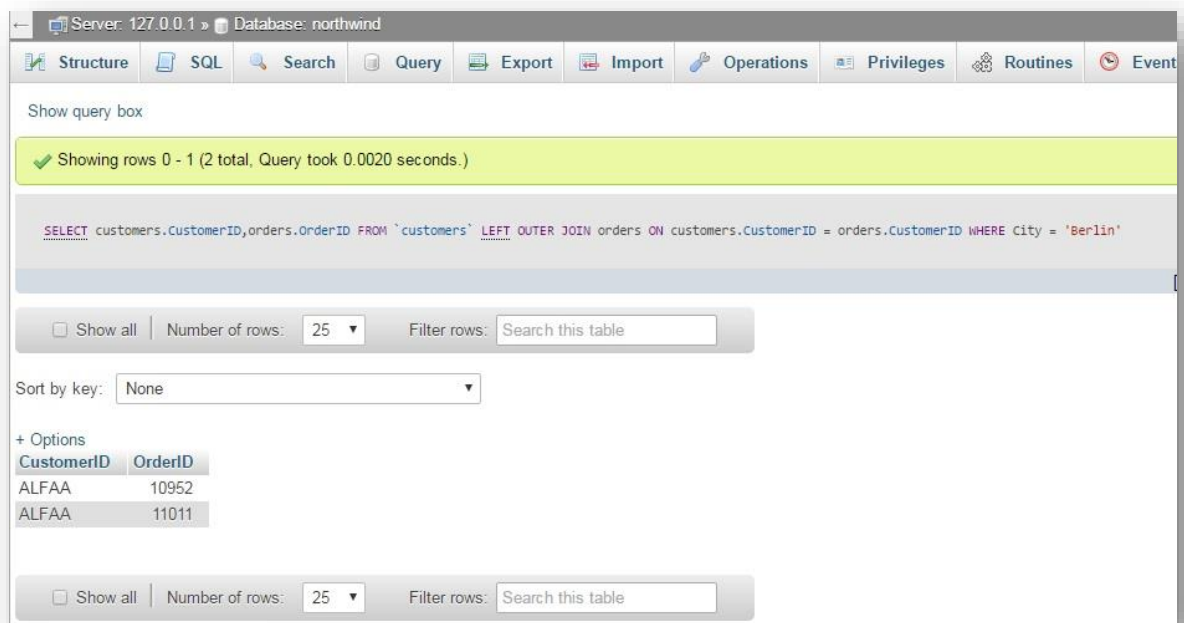 Server: 127.0.0.1 » Database: northwind
Structure SQL Search Query Export Import Operations Privileges Routines Event
Show query box
Showing rows 0 - 1 (2 total, Query took 0.0020 seconds.)
SELECT customers.CustomerID,orders.OrderID FROM `customers` LEFT OUTER JOIN orders ON customers.CustomerID = orders.CustomerID WHERE City = 'Berlin'
[
Show all Number of rows: 25 Filter rows: Search this table
Sort by key: None
+ Options
CustomerID OrderID
ALFAA 10952
ALFAA 11011
Show all Number of rows: 25 Filter rows: Search this table